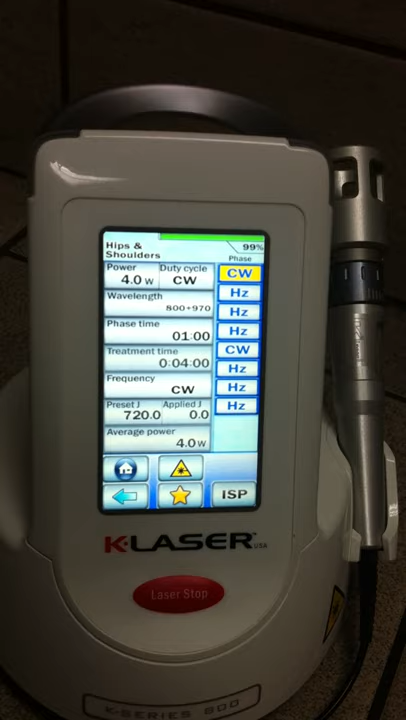 Hips &
Shoulders
99%
Phase
Power
4.0 W
Duty cycle
CW
CW
Wavelength
800+970
Hz
Hz
Phase time
01:00
Hz
Treatment time
0:04:00
CW
Hz
Frequency
CW
Hz
Preset J
720.0
Applied J
0.0
Hz
Average power
4.0 W
ISP
K-LASER USA
Laser Stop
K-SERIES 800